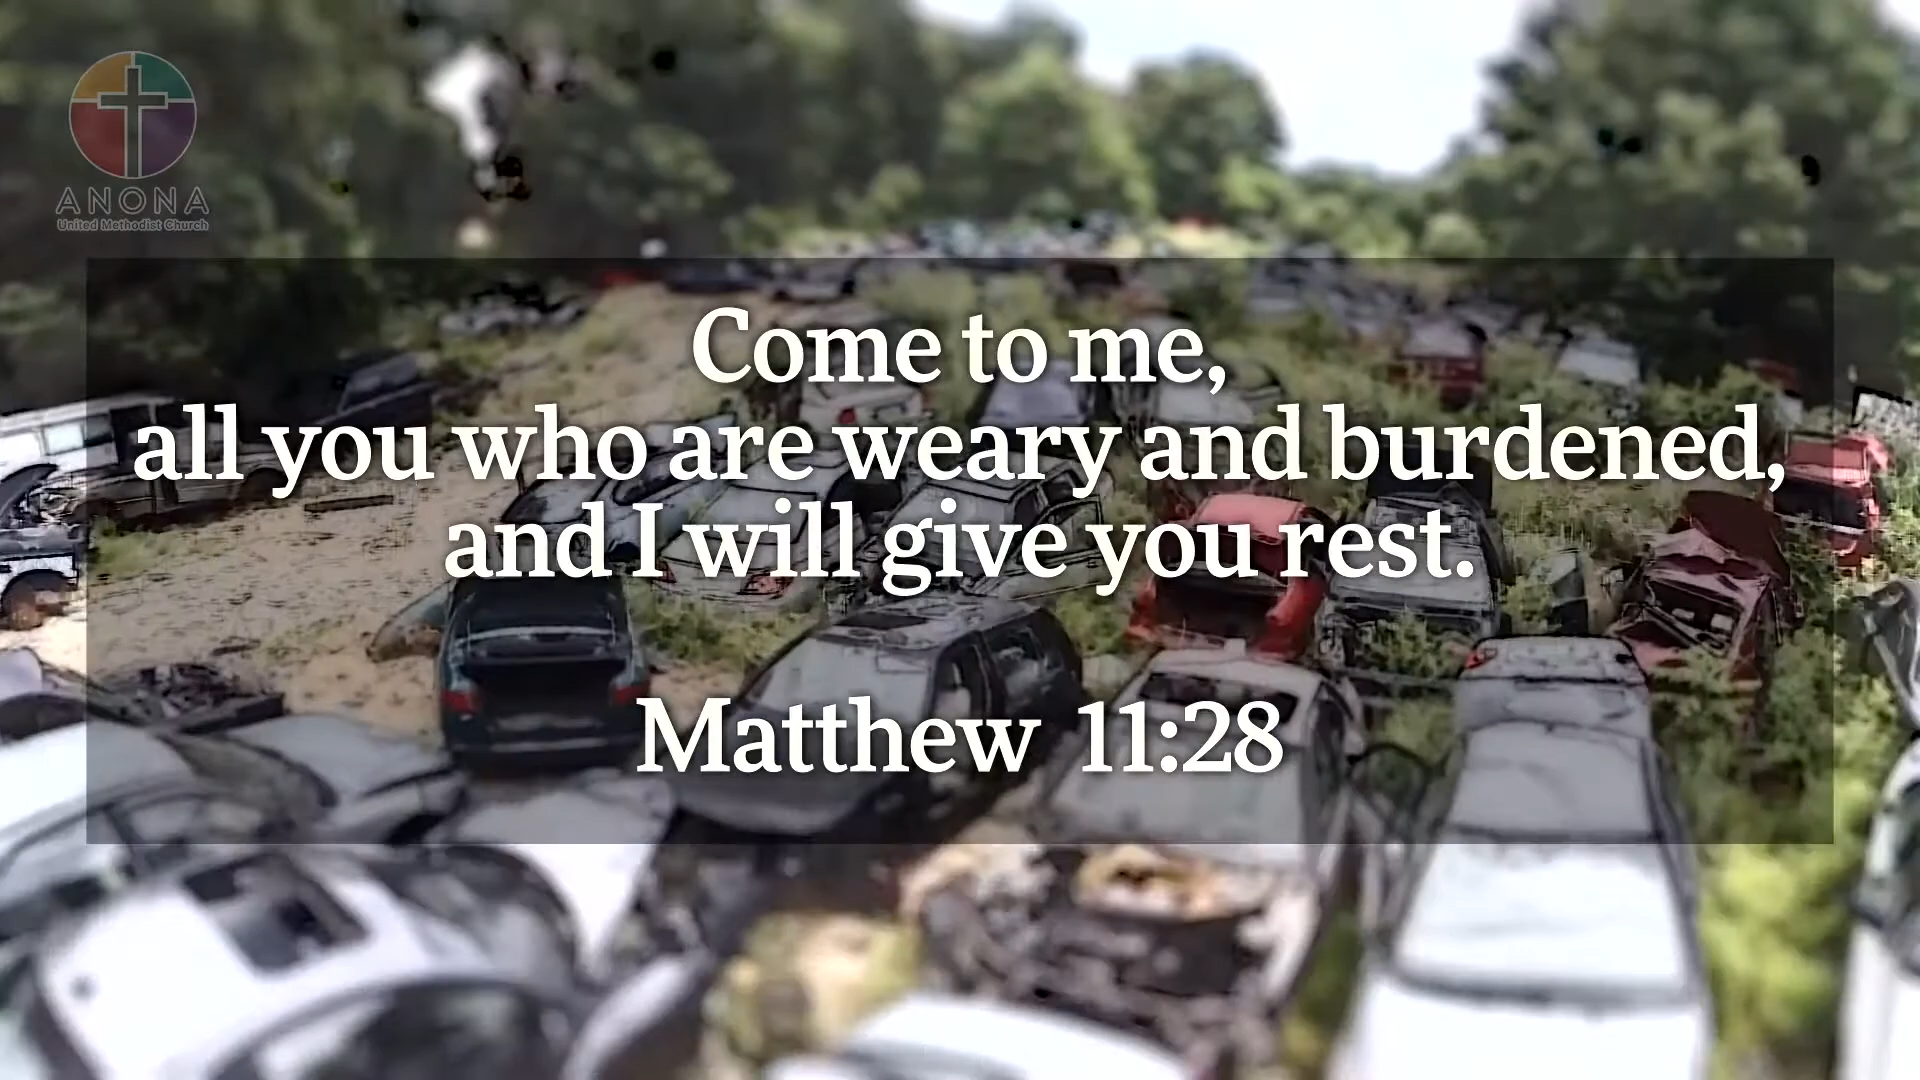 ANONA
United Methodist Church
Come to me,
all you who are weary and burdened,
and I will give you rest.
Matthew 11:28